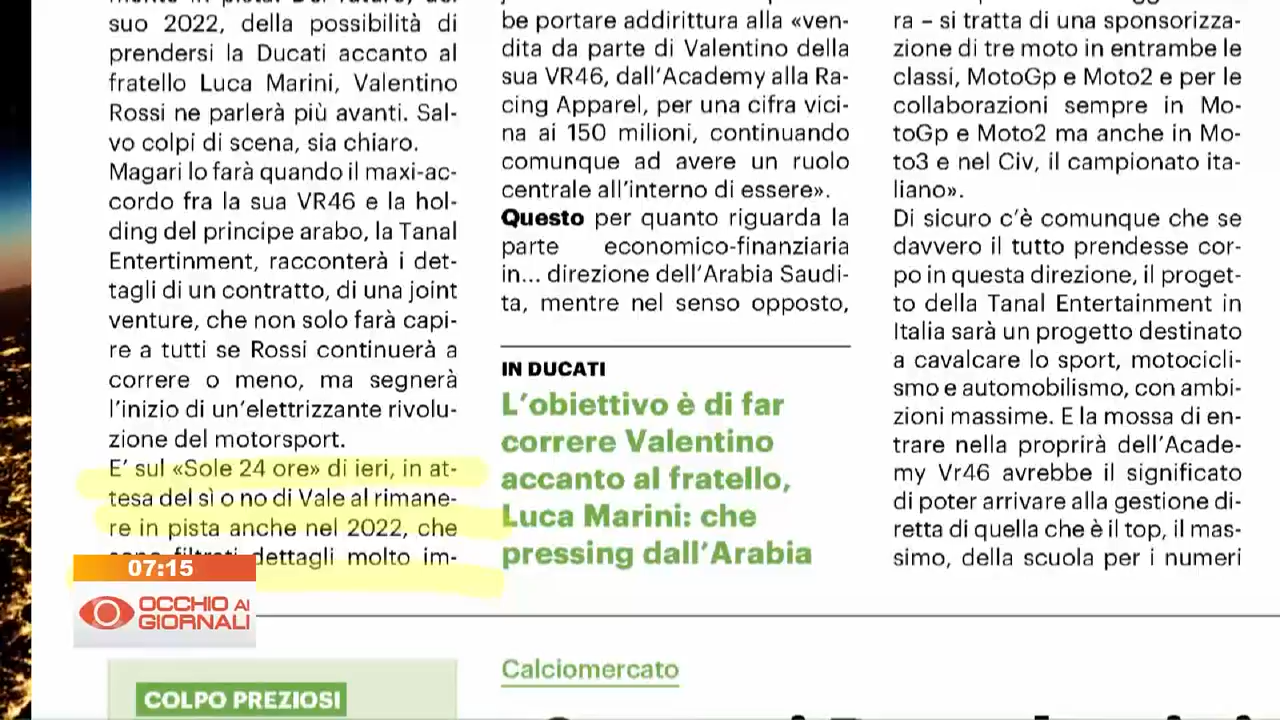 suo 2022, della possibilità di
prendersi la Ducati accanto al
fratello Luca Marini, Valentino
Rossi ne parlerà più avanti. Sal-
vo colpi di scena, sia chiaro.
Magari lo farà quando il maxi-ac-
cordo fra la sua VR46 e la hol-
ding del principe arabo, la Tanal
Entertinment, racconterà i det-
tagli di un contratto, di una joint
venture, che non solo farà capi-
re a tutti se Rossi continuerà a
correre o meno, ma segnerà
l'inizio di un'elettrizzante rivolu-
zione del motorsport.
E' sul «Sole 24 ore» di ieri, in at-
tesa del sì o no di Vale al rimane-
re in pista anche nel 2022, che
sono filtrati dettagli molto im-
be portare addirittura alla «ven-
dita da parte di Valentino della
sua VR46, dall'Academy alla Ra-
cing Apparel, per una cifra vici-
na ai 150 milioni, continuando
comunque ad avere un ruolo
centrale all'interno di essere».
Questo per quanto riguarda la
parte economico-finanziaria
in... direzione dell'Arabia Saudi-
ta, mentre nel senso opposto,
IN DUCATI
L'obiettivo è di far
correre Valentino
accanto al fratello,
Luca Marini: che
pressing dall'Arabia
ra – si tratta di una sponsorizza-
zione di tre moto in entrambe le
classi, MotoGp e Moto2 e per le
collaborazioni sempre in Mo-
toGp e Moto2 ma anche in Mo-
to3 e nel Civ, il campionato ita-
liano».
Di sicuro c'è comunque che se
davvero il tutto prendesse cor-
po in questa direzione, il proget-
to della Tanal Entertainment in
Italia sarà un progetto destinato
a cavalcare lo sport, motocicli-
smo e automobilismo, con ambi-
zioni massime. E la mossa di en-
trare nella proprirà dell'Acade-
my Vr46 avrebbe il significato
di poter arrivare alla gestione di-
retta di quella che è il top, il mas-
simo, della scuola per i numeri
07:15
OCCHIO AI
GIORNALI
COLPO PREZIOSI
Calciomercato